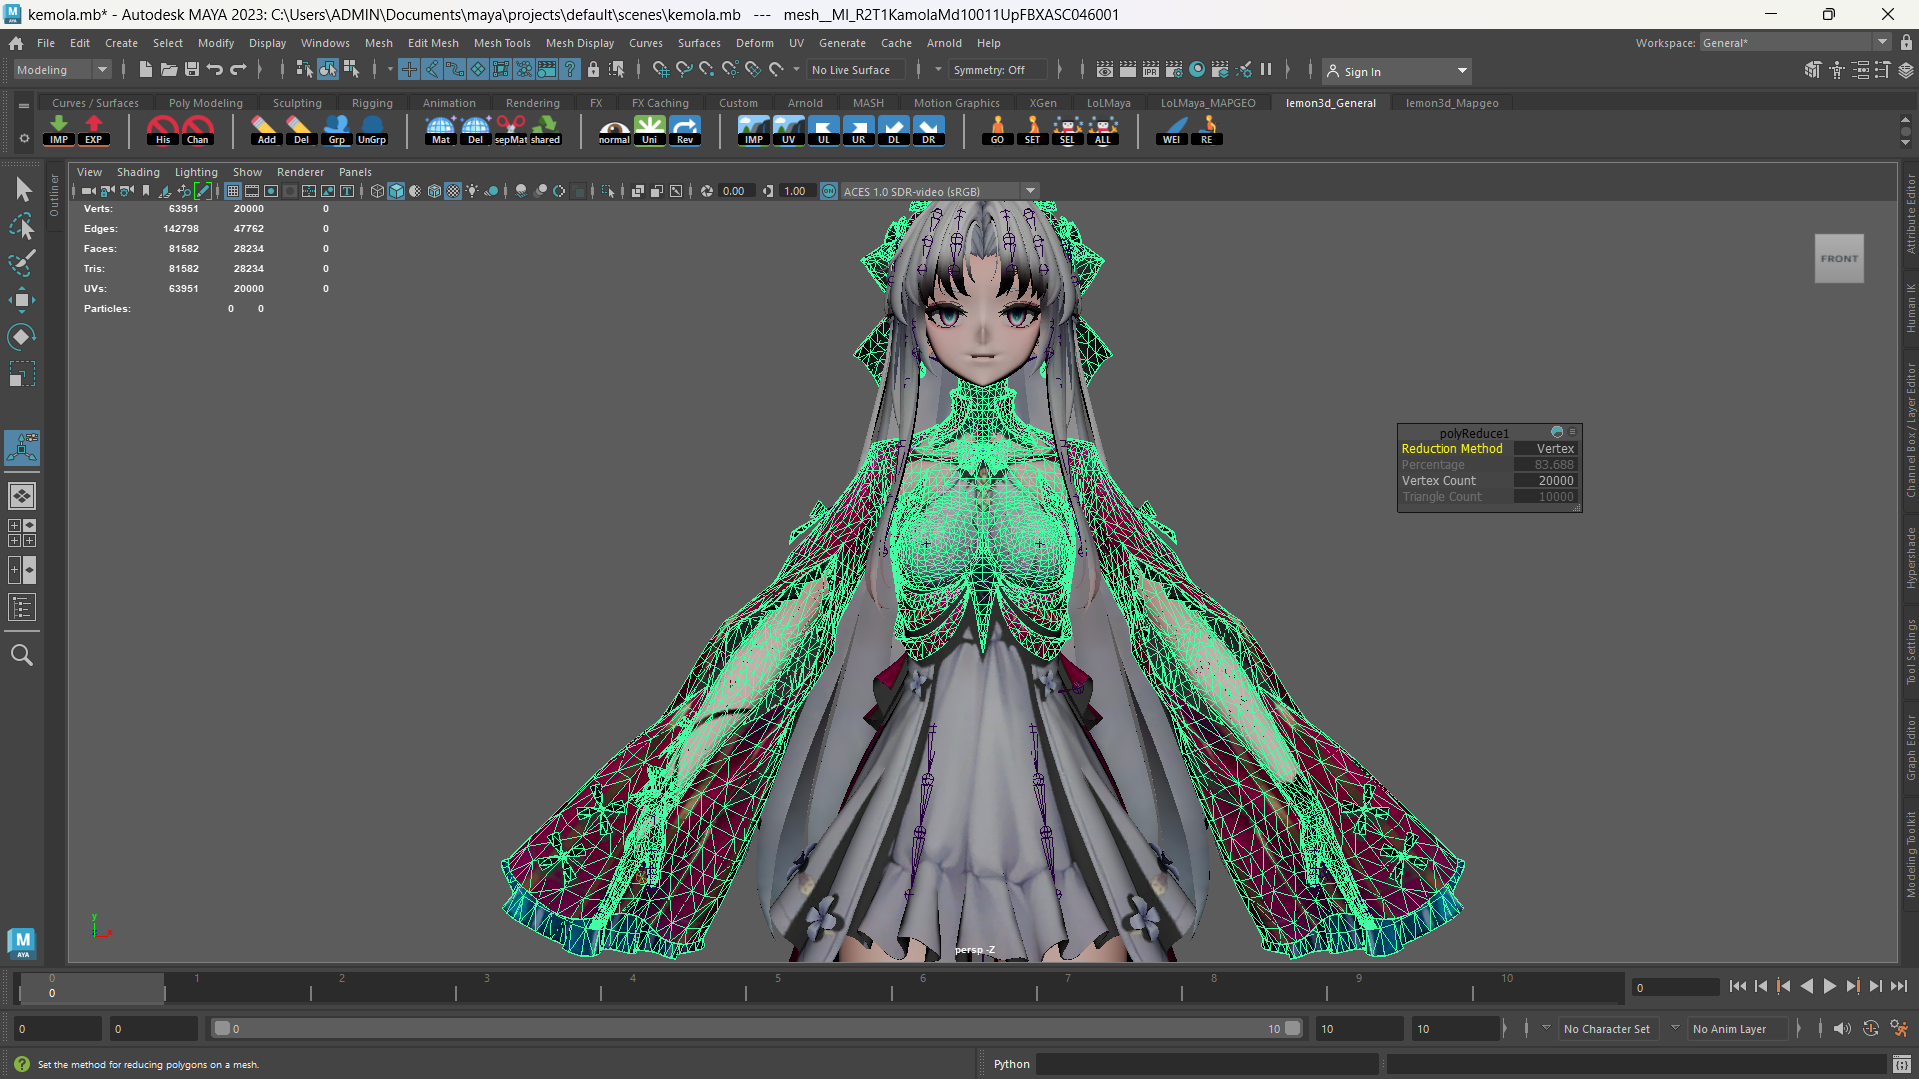 kemola.mb* - Autodesk MAYA 2023: C:\Users\ADMIN\Documents\maya\projects\default\scenes\kemola.mb --- mesh__MI_R2T1KamolaMd10011UpFBXASC046001
File Edit Create Select Modify Display Windows Mesh Edit Mesh Mesh Tools Mesh Display Curves Surfaces Deform UV Generate Cache Arnold Help
Workspace: General*
Modeling
No Live Surface
Symmetry: Off
IPR
Sign In
Curves / Surfaces Poly Modeling Sculpting Rigging Animation Rendering FX FX Caching Custom Arnold MASH Motion Graphics XGen LoLMaya LoLMaya_MAPGEO lemon3d_General lemon3d_Mapgeo
IMP EXP His Chan Add Del Grp UnGrp Mat Del sepMat shared normal Uni Rev IMP UV UL UR DL DR GO SET SEL ALL WEI RE
View Shading Lighting Show Renderer Panels
0.00 1.00 ON ACES 1.0 SDR-video (sRGB)
Outliner
Verts: 63951 20000 0
Edges: 142798 47762 0
Faces: 81582 28234 0
Tris: 81582 28234 0
UVs: 63951 20000 0
Particles: 0 0
FRONT
polyReduce1
Reduction Method Vertex
Percentage 83.688
Vertex Count 20000
Triangle Count 10000
Attribute Editor
Human IK
Channel Box / Layer Editor
Hypershade
Tool Settings
Graph Editor
Modeling Toolkit
y
persp -Z
M
AYA
0 1 2 3 4 5 6 7 8 9 10
0
0
0
0
0
10
10
10
No Character Set
No Anim Layer
Set the method for reducing polygons on a mesh.
Python